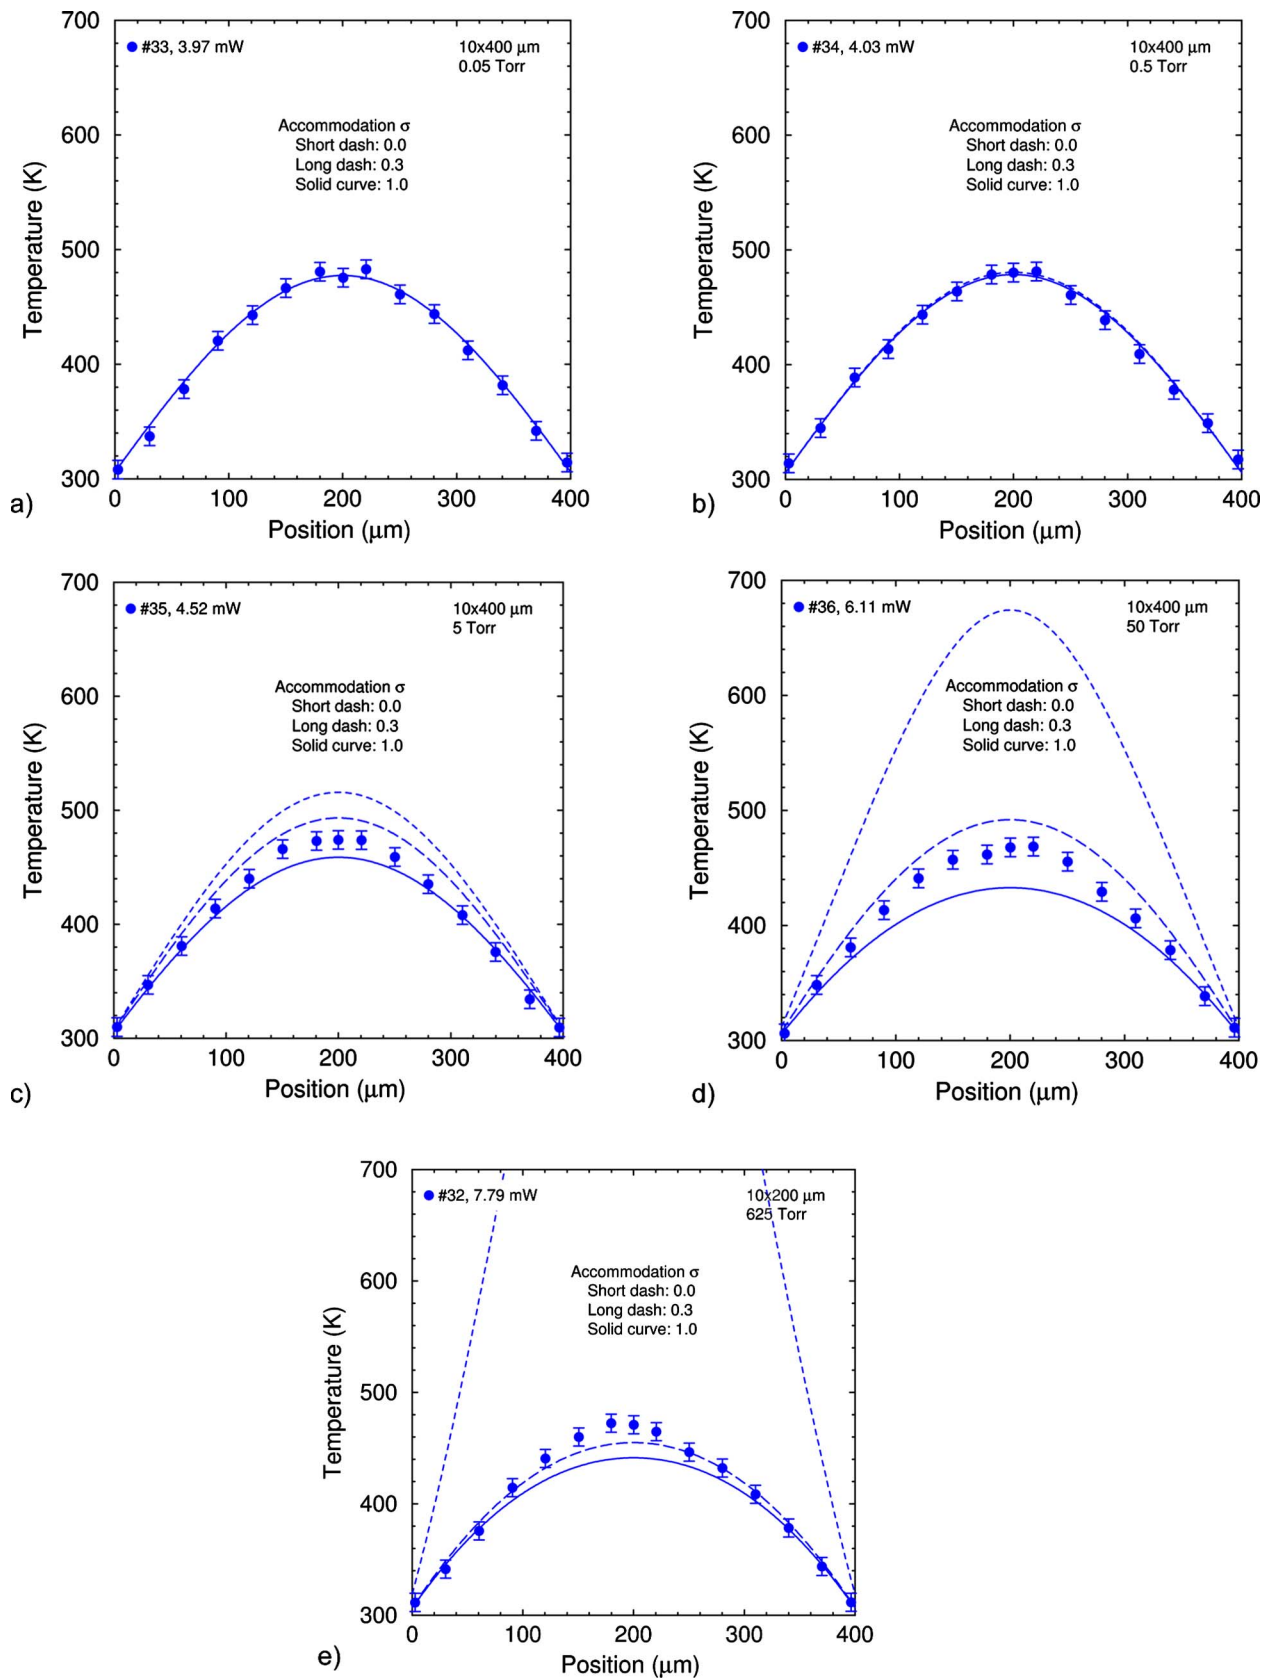 700
600
500
400
300
Temperature (K)
#33, 3.97 mW
10x400 μm
0.05 Torr
Accommodation σ
Short dash: 0.0
Long dash: 0.3
Solid curve: 1.0
0 100 200 300 400
Position (μm)
a)
700
600
500
400
300
Temperature (K)
#34, 4.03 mW
10x400 μm
0.5 Torr
Accommodation σ
Short dash: 0.0
Long dash: 0.3
Solid curve: 1.0
0 100 200 300 400
Position (μm)
b)
700
600
500
400
300
Temperature (K)
#35, 4.52 mW
10x400 μm
5 Torr
Accommodation σ
Short dash: 0.0
Long dash: 0.3
Solid curve: 1.0
0 100 200 300 400
Position (μm)
c)
700
600
500
400
300
Temperature (K)
#36, 6.11 mW
10x400 μm
50 Torr
Accommodation σ
Short dash: 0.0
Long dash: 0.3
Solid curve: 1.0
0 100 200 300 400
Position (μm)
d)
700
600
500
400
300
Temperature (K)
#32, 7.79 mW
10x200 μm
625 Torr
Accommodation σ
Short dash: 0.0
Long dash: 0.3
Solid curve: 1.0
0 100 200 300 400
Position (μm)
e)